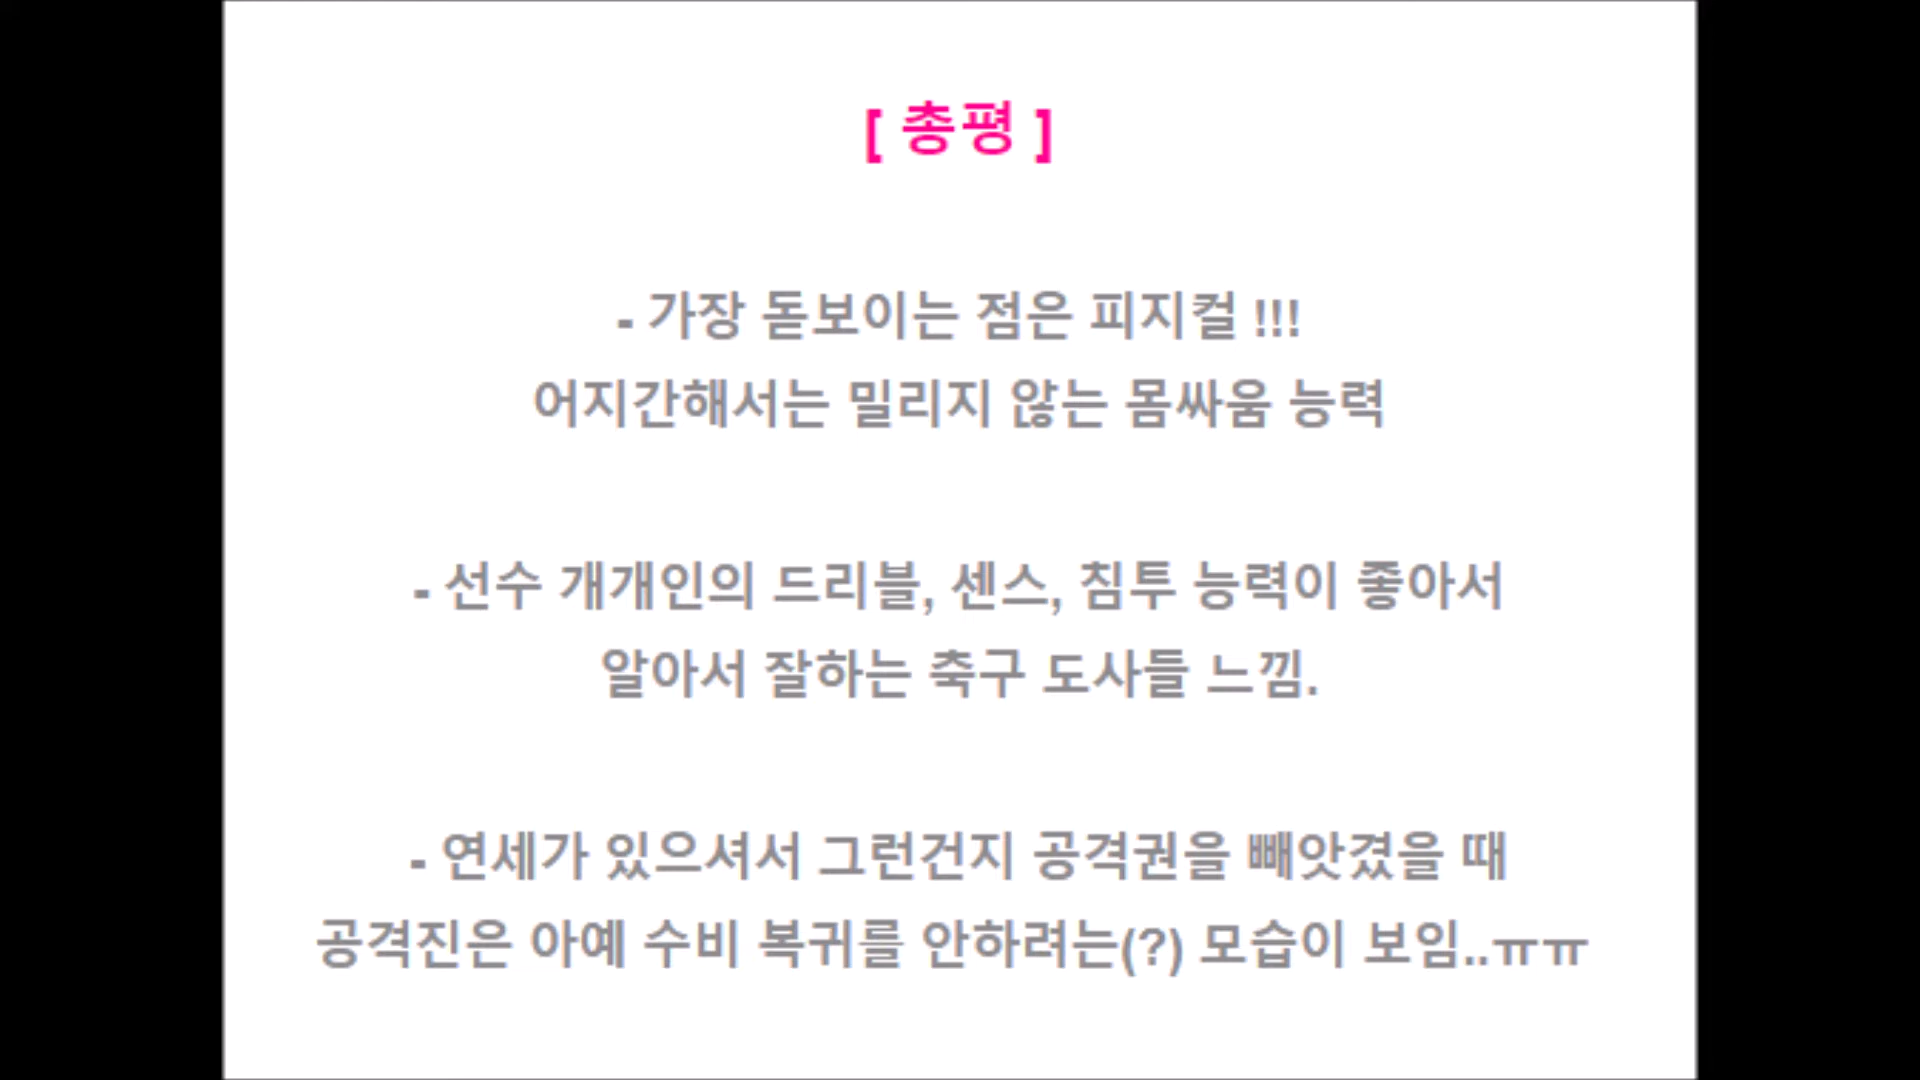 [ 총평 ]
- 가장 돋보이는 점은 피지컬 !!!
어지간해서는 밀리지 않는 몸싸움 능력
- 선수 개개인의 드리블, 센스, 침투 능력이 좋아서
알아서 잘하는 축구 도사들 느낌.
- 연세가 있으셔서 그런건지 공격권을 빼앗겼을 때
공격진은 아예 수비 복귀를 안하려는(?) 모습이 보임..ㅠㅠ